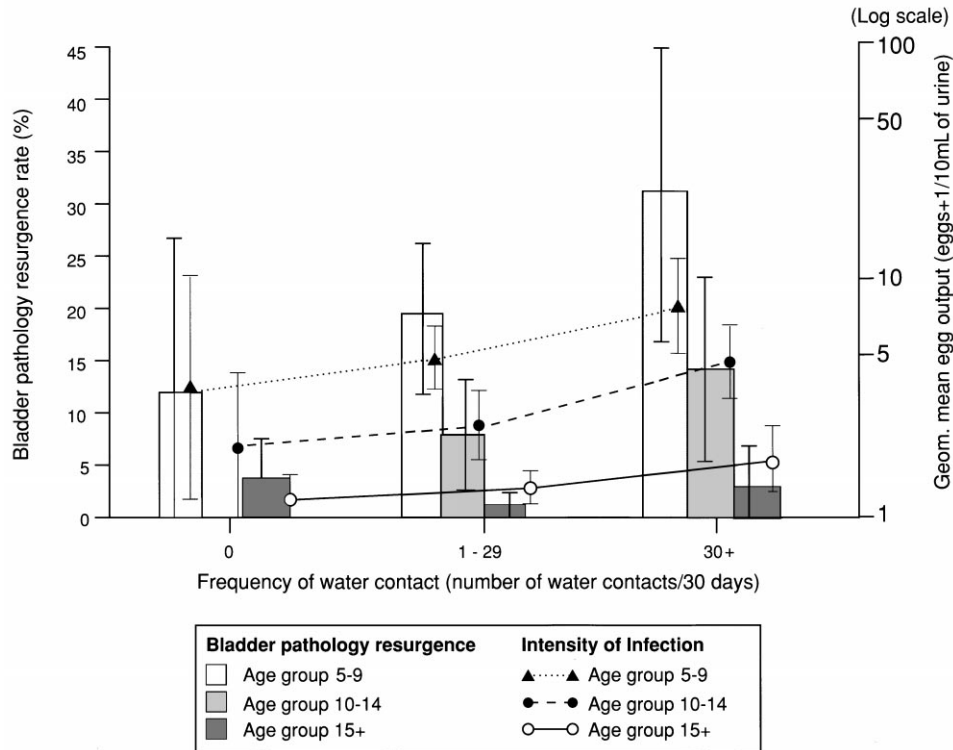 (Log scale)
Bladder pathology resurgence rate (%)
45
40
35
30
25
20
15
10
5
0
100
50
10
5
1
Geom. mean egg output (eggs+1/10mL of urine)
0
1 - 29
30+
Frequency of water contact (number of water contacts/30 days)
Bladder pathology resurgence
Age group 5-9
Age group 10-14
Age group 15+
Intensity of Infection
Age group 5-9
Age group 10-14
Age group 15+